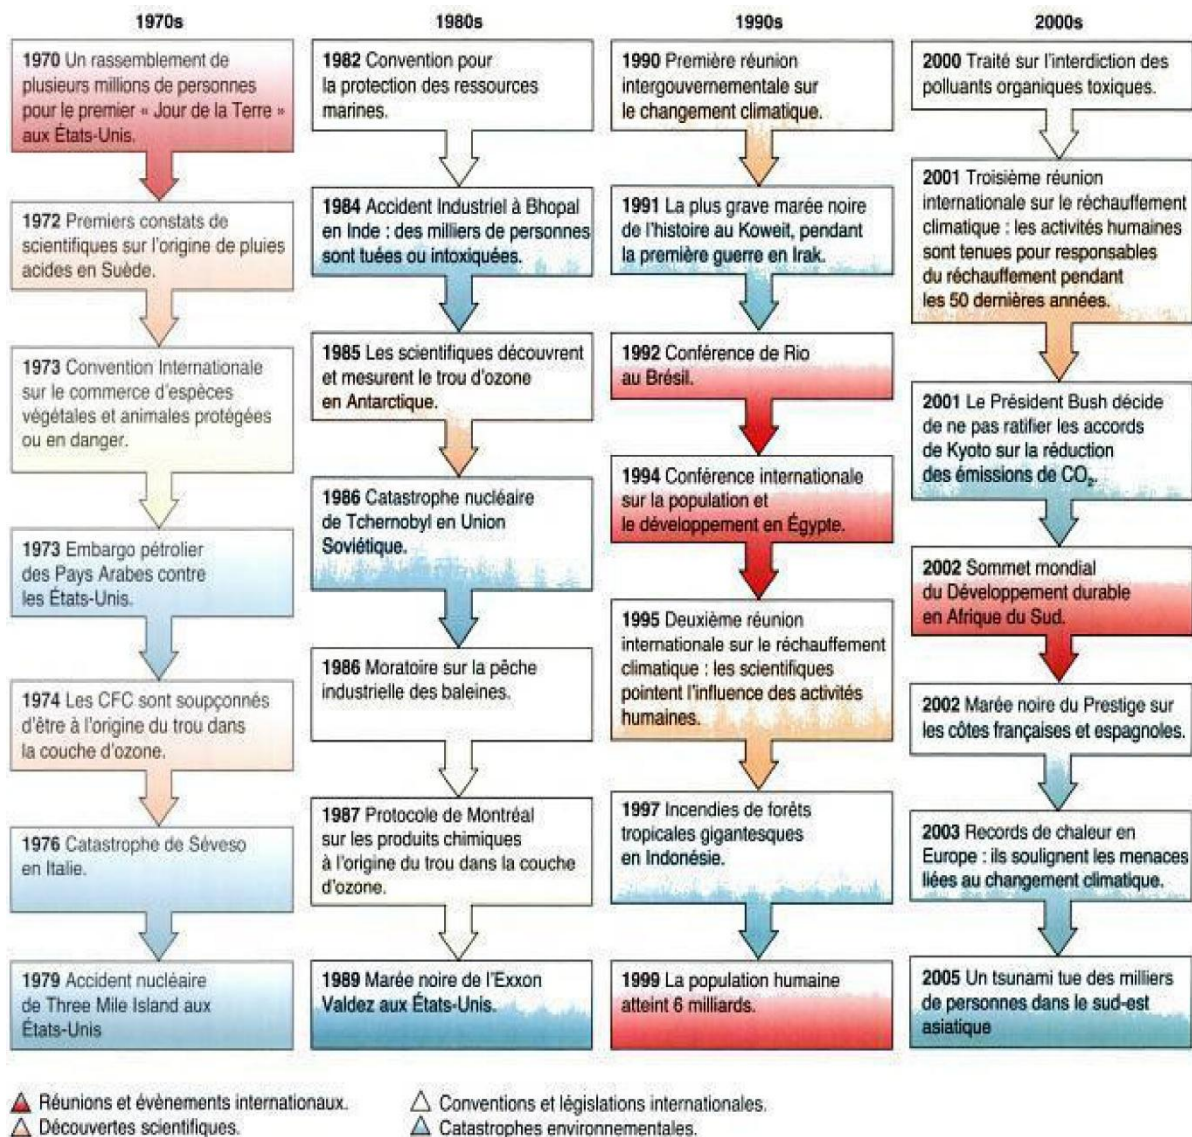 1970s
1970 Un rassemblement de
plusieurs millions de personnes
pour le premier « Jour de la Terre »
aux États-Unis.
1972 Premiers constats de
scientifiques sur l'origine de pluies
acides en Suède.
1973 Convention Internationale
sur le commerce d'espèces
végétales et animales protégées
ou en danger.
1973 Embargo pétrolier
des Pays Arabes contre
les États-Unis.
1974 Les CFC sont soupçonnés
d'être à l'origine du trou dans
la couche d'ozone.
1976 Catastrophe de Séveso
en Italie.
1979 Accident nucléaire
de Three Mile Island aux
États-Unis
1980s
1982 Convention pour
la protection des ressources
marines.
1984 Accident Industriel à Bhopal
en Inde : des milliers de personnes
sont tuées ou intoxiquées.
1985 Les scientifiques découvrent
et mesurent le trou d'ozone
en Antarctique.
1986 Catastrophe nucléaire
de Tchernobyl en Union
Soviétique.
1986 Moratoire sur la pêche
industrielle des baleines.
1987 Protocole de Montréal
sur les produits chimiques
à l'origine du trou dans la couche
d'ozone.
1989 Marée noire de l'Exxon
Valdez aux États-Unis.
1990s
1990 Première réunion
intergouvernementale sur
le changement climatique.
1991 La plus grave marée noire
de l'histoire au Koweit, pendant
la première guerre en Irak.
1992 Conférence de Rio
au Brésil.
1994 Conférence internationale
sur la population et
le développement en Égypte.
1995 Deuxième réunion
internationale sur le réchauffement
climatique : les scientifiques
pointent l'influence des activités
humaines.
1997 Incendies de forêts
tropicales gigantesques
en Indonésie.
1999 La population humaine
atteint 6 milliards.
2000s
2000 Traité sur l'interdiction des
polluants organiques toxiques.
2001 Troisième réunion
internationale sur le réchauffement
climatique : les activités humaines
sont tenues pour responsables
du réchauffement pendant
les 50 dernières années.
2001 Le Président Bush décide
de ne pas ratifier les accords
de Kyoto sur la réduction
des émissions de CO₂.
2002 Sommet mondial
du Développement durable
en Afrique du Sud.
2002 Marée noire du Prestige sur
les côtes françaises et espagnoles.
2003 Records de chaleur en
Europe : ils soulignent les menaces
liées au changement climatique.
2005 Un tsunami tue des milliers
de personnes dans le sud-est
asiatique
Réunions et évènements internationaux.
Découvertes scientifiques.
Conventions et législations internationales.
Catastrophes environnementales.